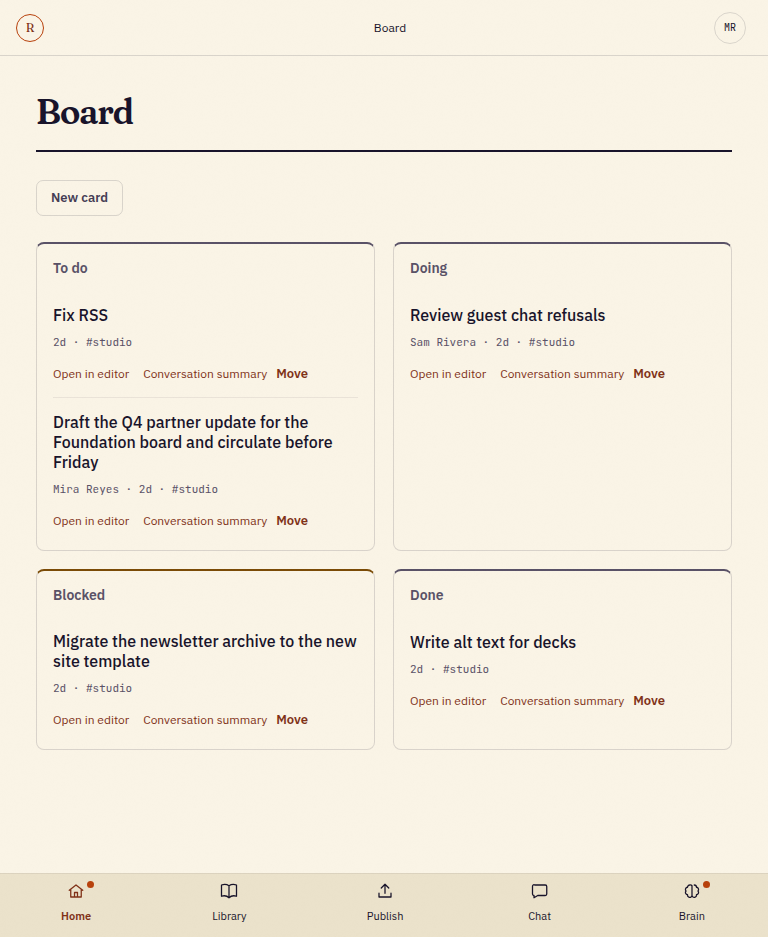 R
Board
MR
Board
New card
To do
Fix RSS
2d · #studio
Open in editor Conversation summary Move
Draft the Q4 partner update for the
Foundation board and circulate before
Friday
Mira Reyes · 2d · #studio
Open in editor Conversation summary Move
Doing
Review guest chat refusals
Sam Rivera · 2d · #studio
Open in editor Conversation summary Move
Blocked
Migrate the newsletter archive to the new
site template
2d · #studio
Open in editor Conversation summary Move
Done
Write alt text for decks
2d · #studio
Open in editor Conversation summary Move
Home
Library
Publish
Chat
Brain